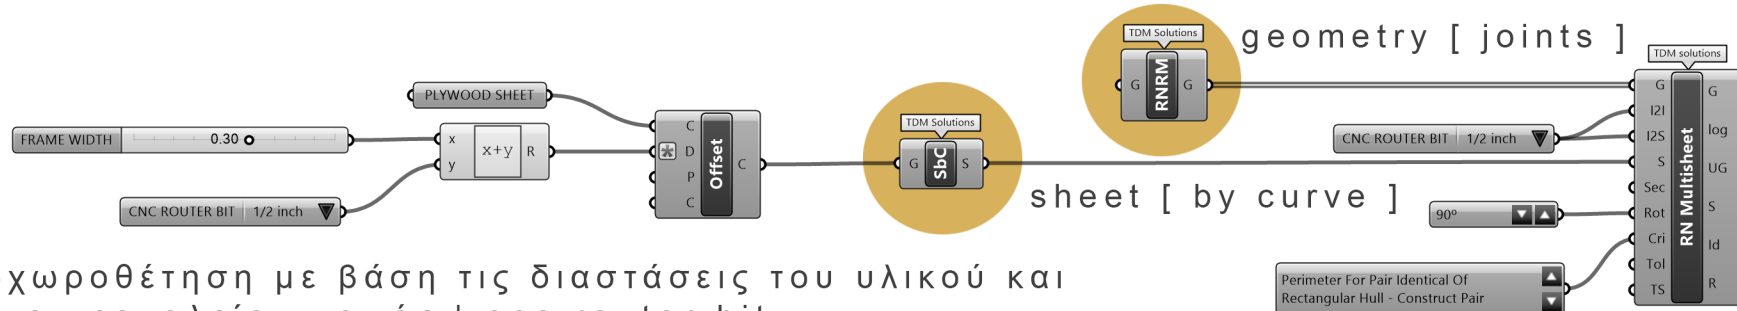 TDM Solutions
geometry [ joints ]
G RNRM G
TDM solutions
PLYWOOD SHEET
FRAME WIDTH 0.30
x
y
x+y
R
CNC ROUTER BIT 1/2 inch
C
D
P
C
Offset
C
TDM Solutions
G SbC S
sheet [ by curve ]
CNC ROUTER BIT 1/2 inch
90º
Perimeter For Pair Identical Of
Rectangular Hull - Construct Pair
G
I2I
I2S
S
Sec
Rot
Cri
Tol
TS
RN Multisheet
G
log
UG
S
Id
R
χωροθέτηση με βάση τις διαστάσεις του υλικού και